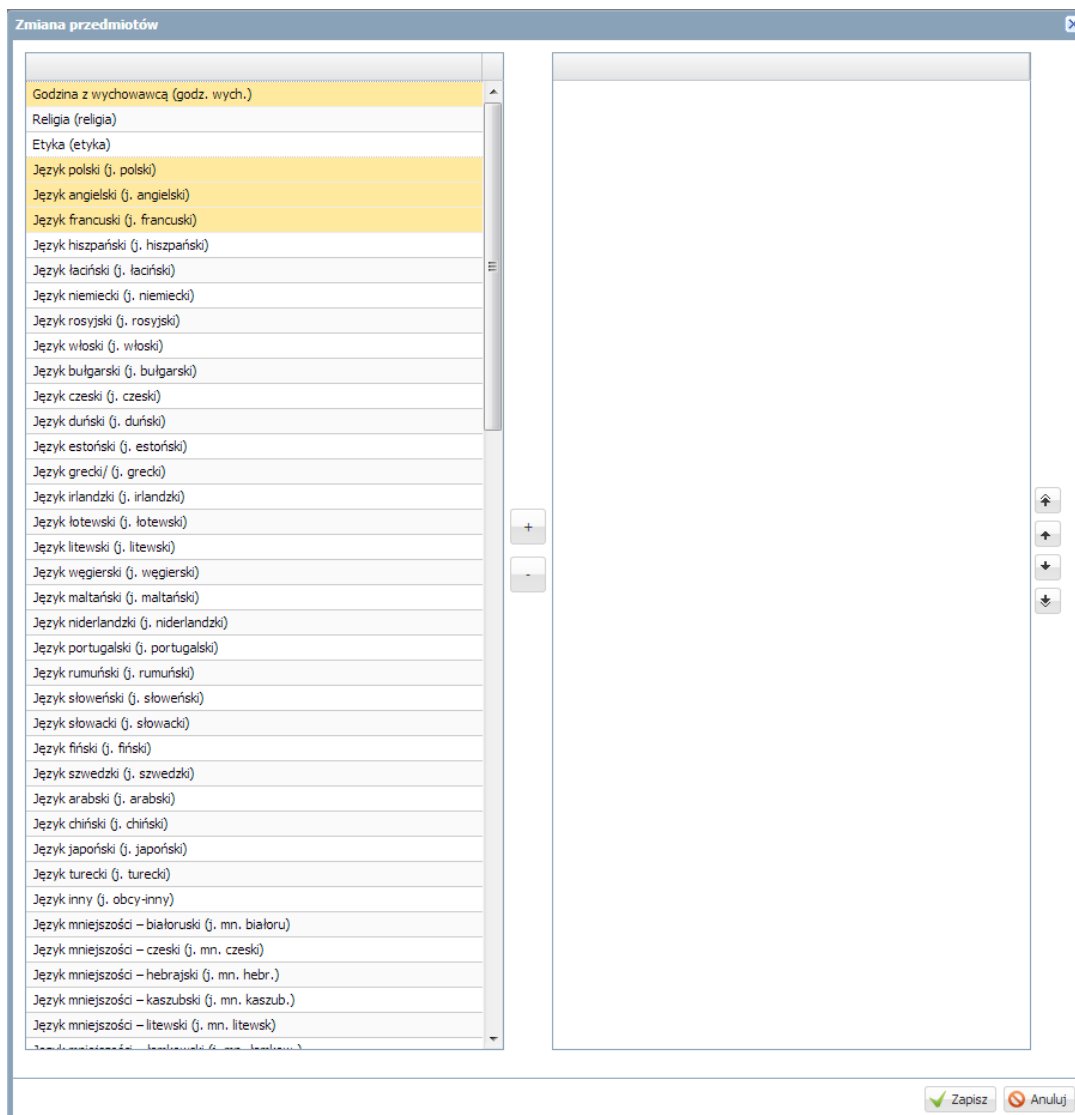 Zmiana przedmiotów
Godzina z wychowawcą (godz. wych.)
Religia (religia)
Etyka (etyka)
Język polski (j. polski)
Język angielski (j. angielski)
Język francuski (j. francuski)
Język hiszpański (j. hiszpański)
Język łaciński (j. łaciński)
Język niemiecki (j. niemiecki)
Język rosyjski (j. rosyjski)
Język włoski (j. włoski)
Język bułgarski (j. bułgarski)
Język czeski (j. czeski)
Język duński (j. duński)
Język estoński (j. estoński)
Język grecki/ (j. grecki)
Język irlandzki (j. irlandzki)
Język łotewski (j. łotewski)
Język litewski (j. litewski)
Język węgierski (j. węgierski)
Język maltański (j. maltański)
Język niderlandzki (j. niderlandzki)
Język portugalski (j. portugalski)
Język rumuński (j. rumuński)
Język słoweński (j. słoweński)
Język słowacki (j. słowacki)
Język fiński (j. fiński)
Język szwedzki (j. szwedzki)
Język arabski (j. arabski)
Język chiński (j. chiński)
Język japoński (j. japoński)
Język turecki (j. turecki)
Język inny (j. obcy-inny)
Język mniejszości – białoruski (j. mn. białoru)
Język mniejszości – czeski (j. mn. czeski)
Język mniejszości – hebrajski (j. mn. hebr.)
Język mniejszości – kaszubski (j. mn. kaszub.)
Język mniejszości – litewski (j. mn. litewsk)
+
-
Zapisz
Anuluj